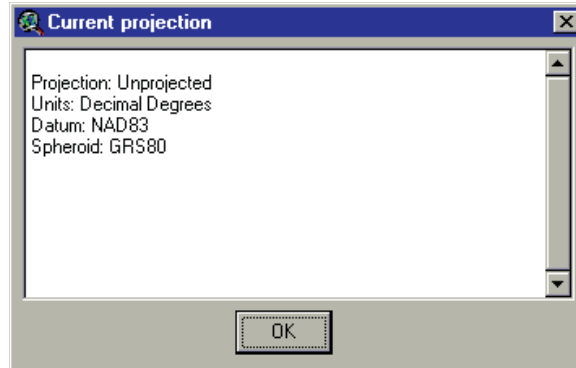 Current projection
Projection: Unprojected
Units: Decimal Degrees
Datum: NAD83
Spheroid: GRS80
OK